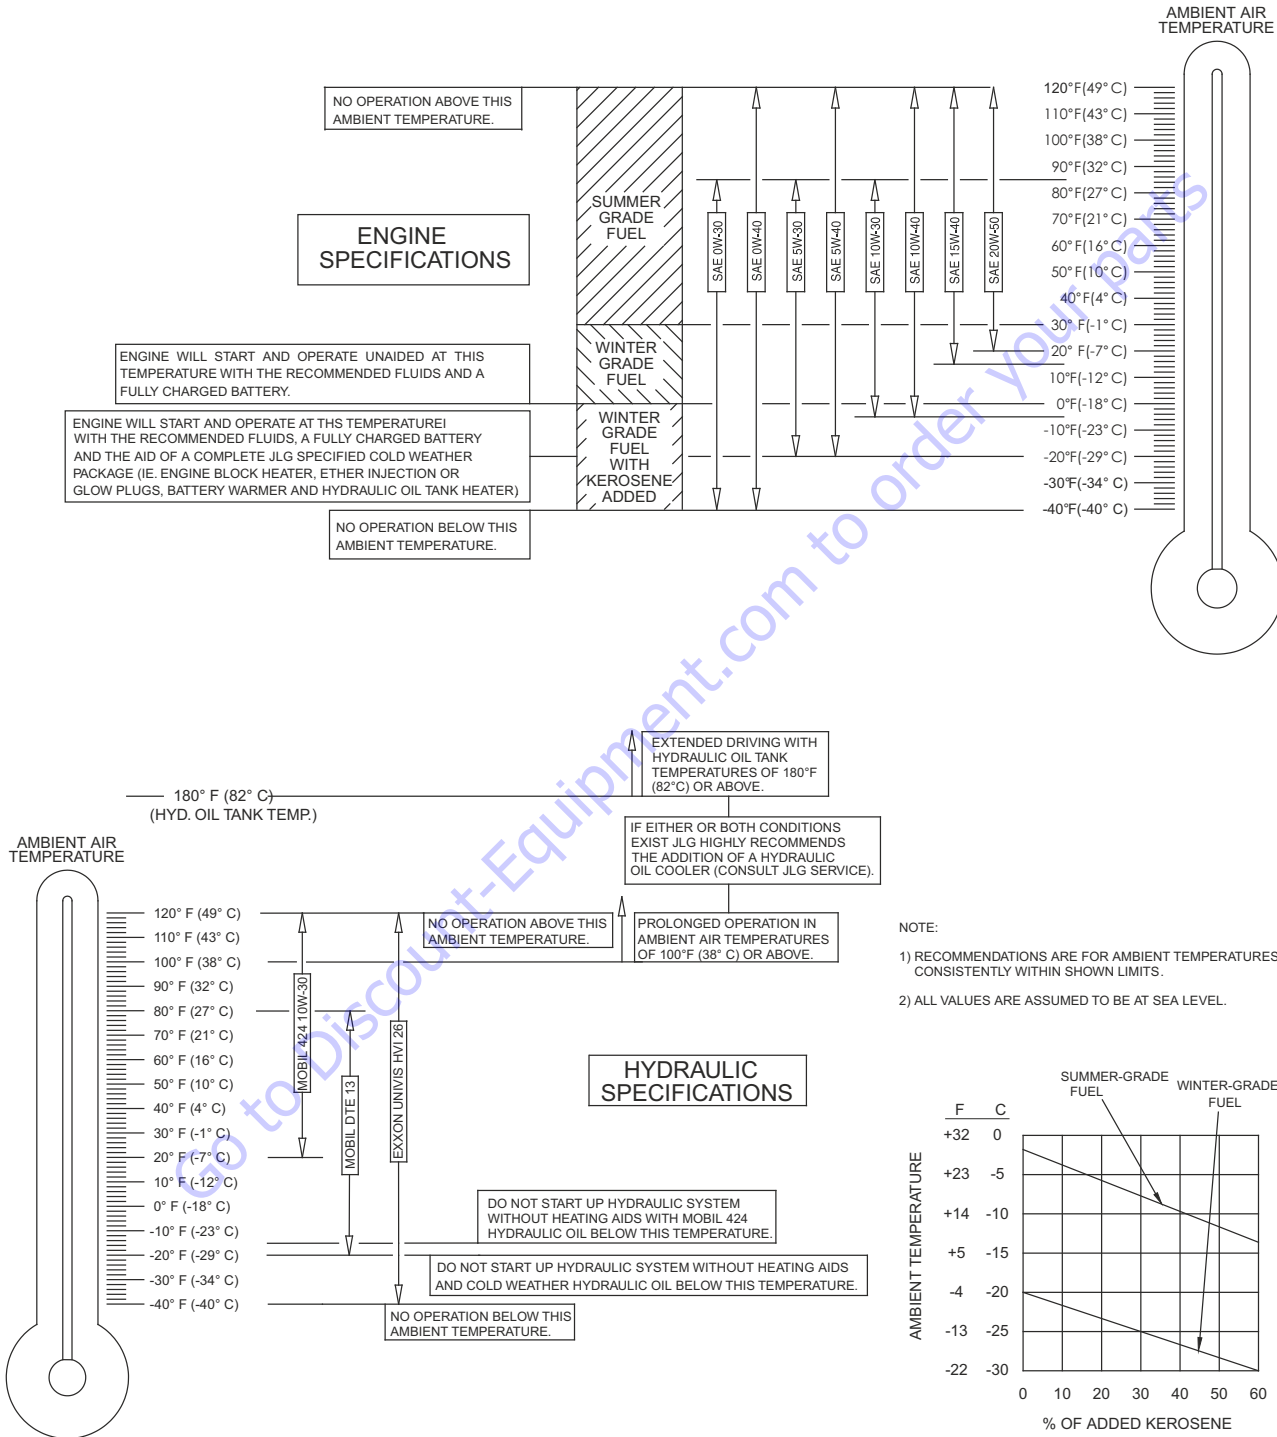 AMBIENT AIR
TEMPERATURE
120°F(49° C)
110°F(43° C)
100°F(38° C)
90°F(32° C)
80°F(27° C)
70°F(21° C)
60°F(16° C)
50°F(10° C)
40°F(4° C)
30° F(-1° C)
20° F(-7° C)
10°F(-12° C)
0°F(-18° C)
-10°F(-23° C)
-20°F(-29° C)
-30°F(-34° C)
-40°F(-40° C)
NO OPERATION ABOVE THIS
AMBIENT TEMPERATURE.
ENGINE
SPECIFICATIONS
SUMMER
GRADE
FUEL
WINTER
GRADE
FUEL
WINTER
GRADE
FUEL
WITH
KEROSENE
ADDED
SAE 0W-30
SAE 0W-40
SAE 5W-30
SAE 5W-40
SAE 10W-30
SAE 10W-40
SAE 15W-40
SAE 20W-50
ENGINE WILL START AND OPERATE UNAIDED AT THIS
TEMPERATURE WITH THE RECOMMENDED FLUIDS AND A
FULLY CHARGED BATTERY.
ENGINE WILL START AND OPERATE AT THS TEMPERATUREI
WITH THE RECOMMENDED FLUIDS, A FULLY CHARGED BATTERY
AND THE AID OF A COMPLETE JLG SPECIFIED COLD WEATHER
PACKAGE (IE. ENGINE BLOCK HEATER, ETHER INJECTION OR
GLOW PLUGS, BATTERY WARMER AND HYDRAULIC OIL TANK HEATER)
NO OPERATION BELOW THIS
AMBIENT TEMPERATURE.
Go to Discount-Equipment.com to order your parts
EXTENDED DRIVING WITH
HYDRAULIC OIL TANK
TEMPERATURES OF 180°F
(82°C) OR ABOVE.
180° F (82° C)
(HYD. OIL TANK TEMP.)
IF EITHER OR BOTH CONDITIONS
EXIST JLG HIGHLY RECOMMENDS
THE ADDITION OF A HYDRAULIC
OIL COOLER (CONSULT JLG SERVICE).
AMBIENT AIR
TEMPERATURE
120° F (49° C)
110° F (43° C)
100° F (38° C)
90° F (32° C)
80° F (27° C)
70° F (21° C)
60° F (16° C)
50° F (10° C)
40° F (4° C)
30° F (-1° C)
20° F (-7° C)
10° F (-12° C)
0° F (-18° C)
-10° F (-23° C)
-20° F (-29° C)
-30° F (-34° C)
-40° F (-40° C)
MOBIL 424 10W-30
MOBIL DTE 13
EXXON UNIVIS HVI 26
NO OPERATION ABOVE THIS
AMBIENT TEMPERATURE.
PROLONGED OPERATION IN
AMBIENT AIR TEMPERATURES
OF 100°F (38° C) OR ABOVE.
HYDRAULIC
SPECIFICATIONS
DO NOT START UP HYDRAULIC SYSTEM
WITHOUT HEATING AIDS WITH MOBIL 424
HYDRAULIC OIL BELOW THIS TEMPERATURE.
DO NOT START UP HYDRAULIC SYSTEM WITHOUT HEATING AIDS
AND COLD WEATHER HYDRAULIC OIL BELOW THIS TEMPERATURE.
NO OPERATION BELOW THIS
AMBIENT TEMPERATURE.
NOTE:
1) RECOMMENDATIONS ARE FOR AMBIENT TEMPERATURES
CONSISTENTLY WITHIN SHOWN LIMITS.
2) ALL VALUES ARE ASSUMED TO BE AT SEA LEVEL.
SUMMER-GRADE
FUEL
WINTER-GRADE
FUEL
F C
+32 0
+23 -5
+14 -10
+5 -15
-4 -20
-13 -25
-22 -30
AMBIENT TEMPERATURE
0 10 20 30 40 50 60
% OF ADDED KEROSENE